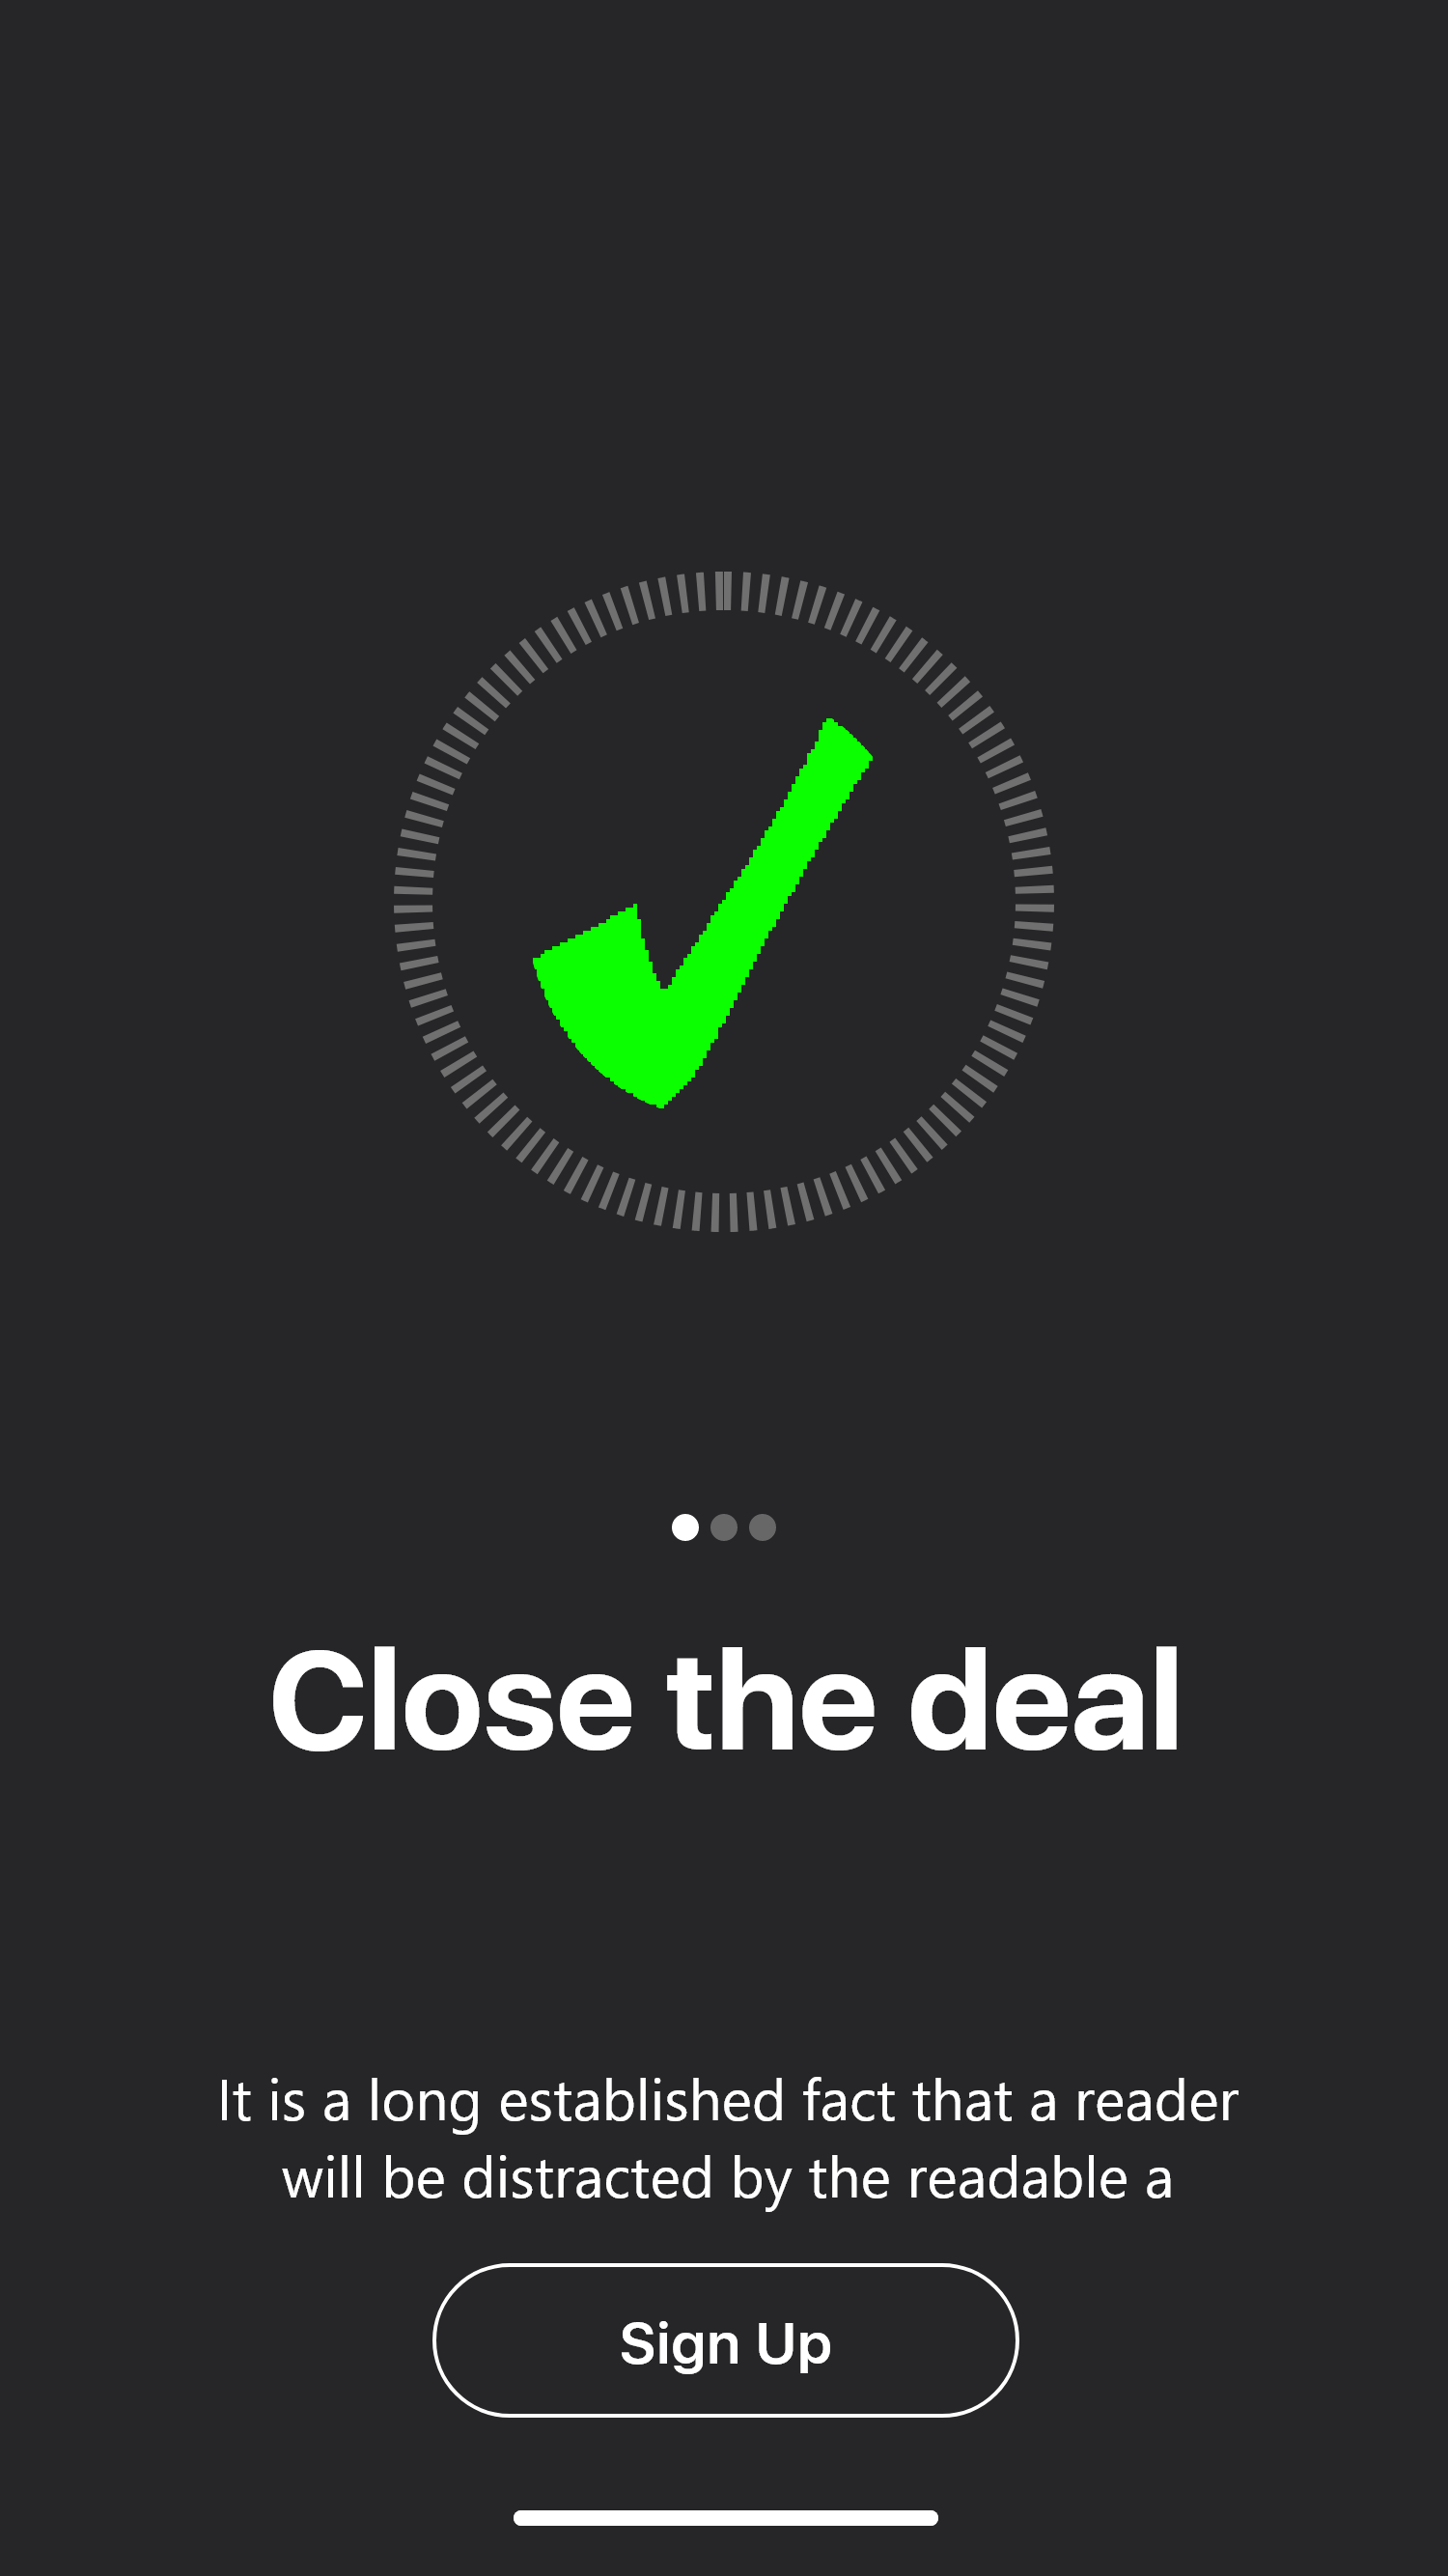 Close the deal
It is a long established fact that a reader
will be distracted by the readable a
Sign Up